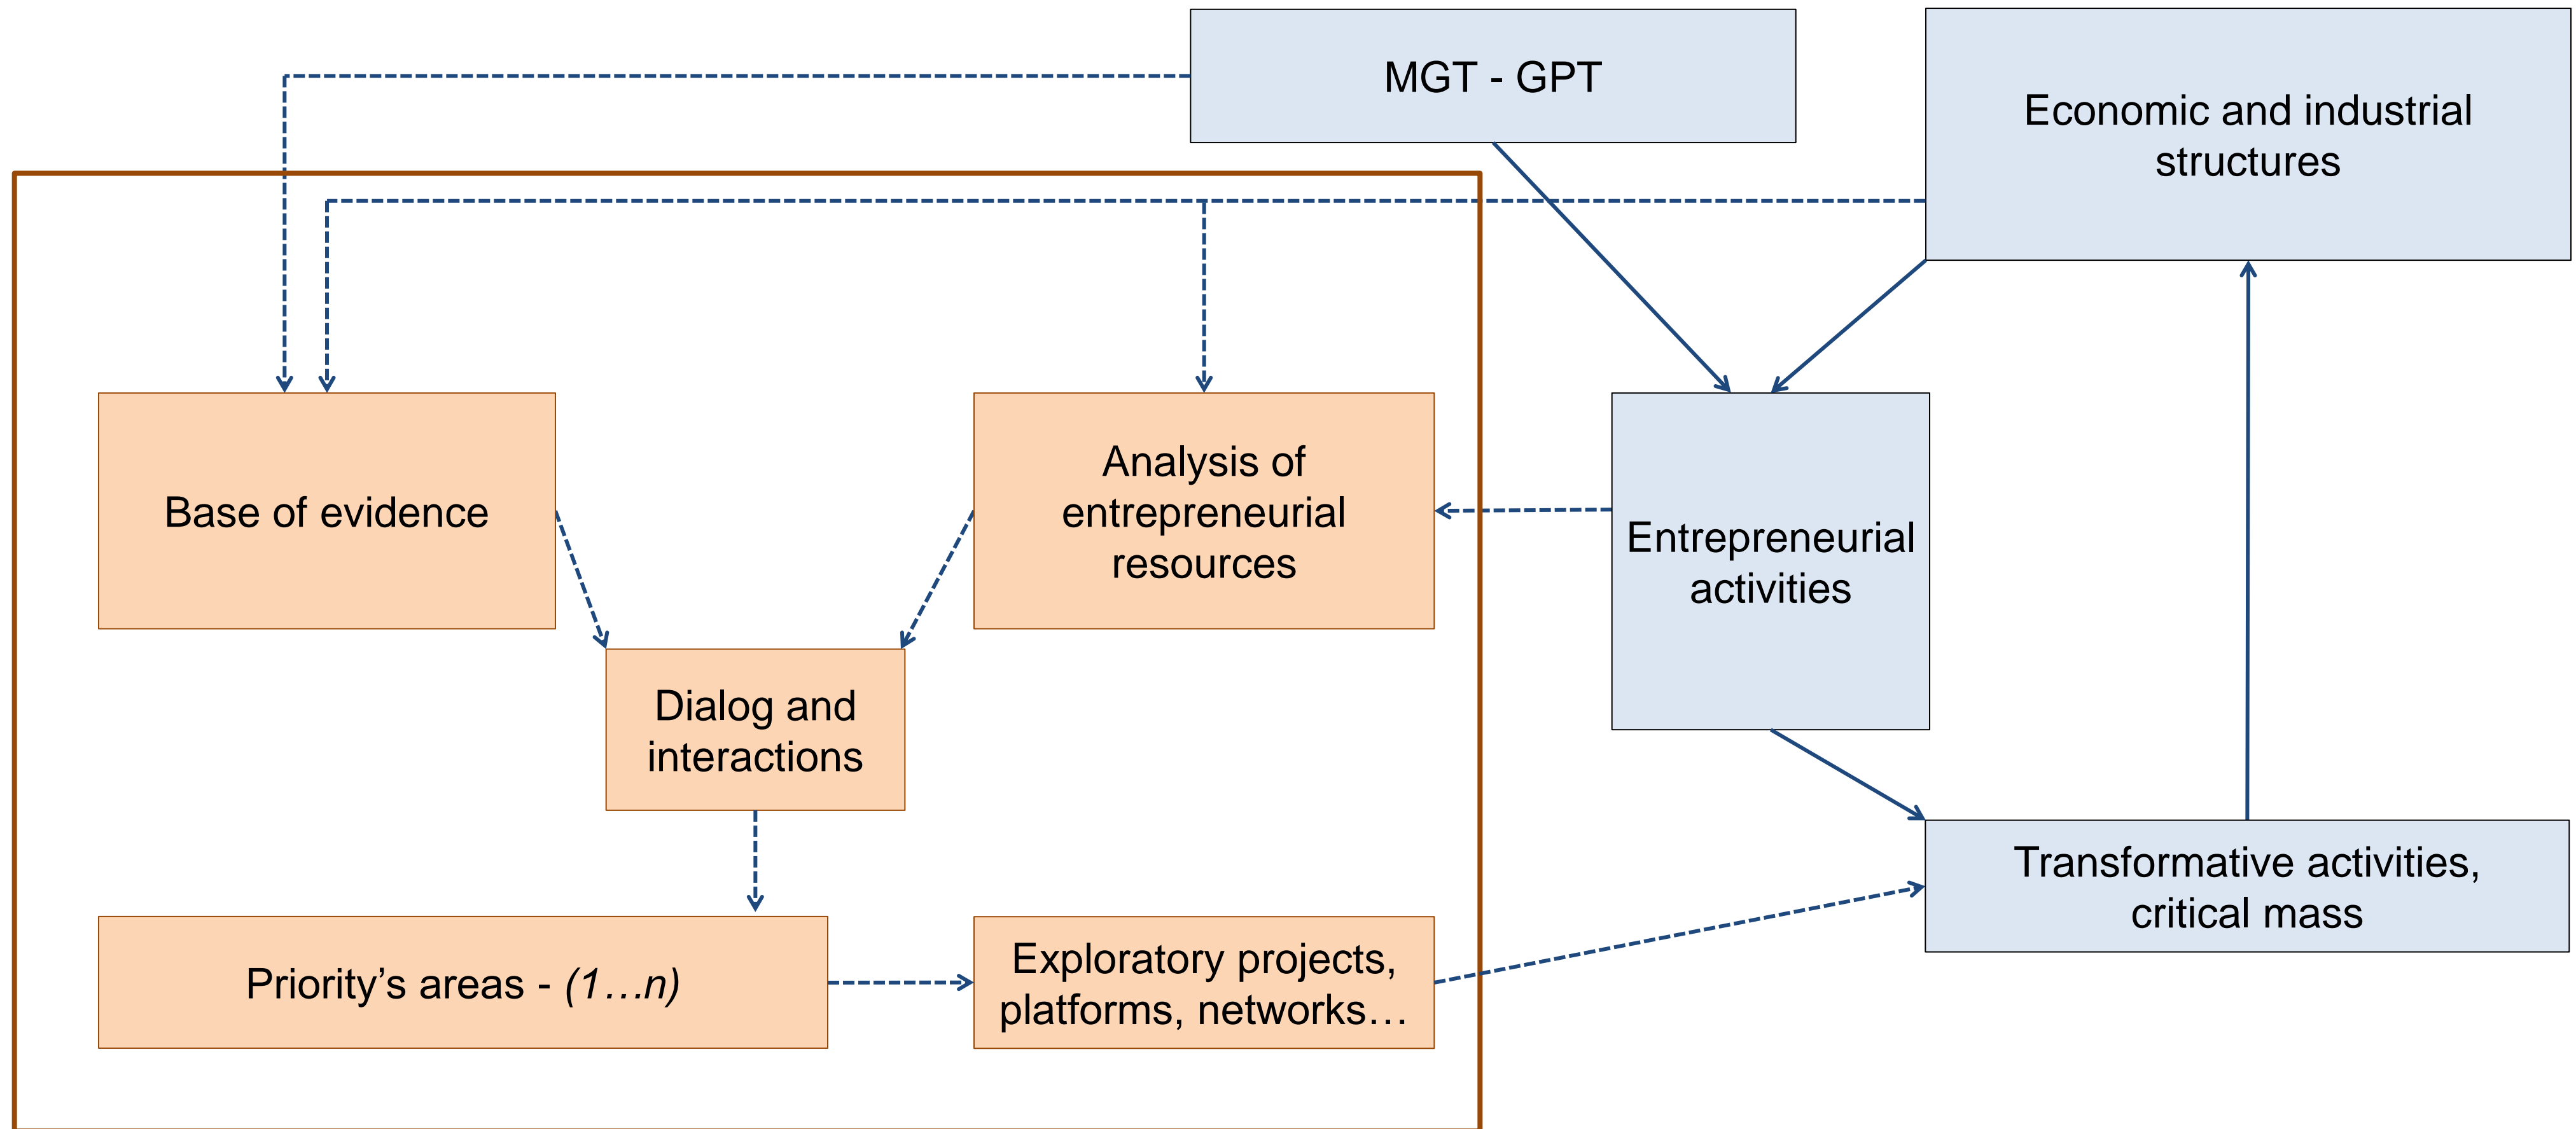 MGT - GPT
Economic and industrial
structures
Base of evidence
Analysis of
entrepreneurial
resources
Entrepreneurial
activities
Dialog and
interactions
Transformative activities,
critical mass
Priority’s areas - (1…n)
Exploratory projects,
platforms, networks…